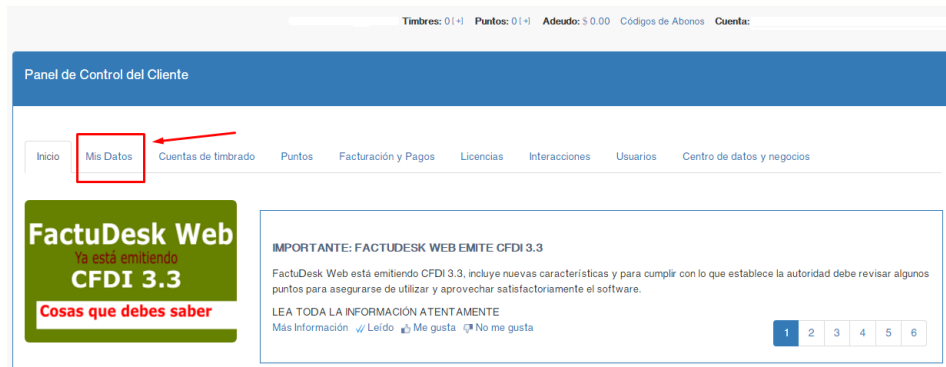 Timbres: 0 [+] Puntos: 0 [+] Adeudo: $ 0.00 Códigos de Abonos Cuenta:
Panel de Control del Cliente
Inicio Mis Datos Cuentas de timbrado Puntos Facturación y Pagos Licencias Interacciones Usuarios Centro de datos y negocios
FactuDesk Web
Ya está emitiendo
CFDI 3.3
Cosas que debes saber
IMPORTANTE: FACTUDESK WEB EMITE CFDI 3.3
FactuDesk Web está emitiendo CFDI 3.3, incluye nuevas características y para cumplir con lo que establece la autoridad debe revisar algunos
puntos para asegurarse de utilizar y aprovechar satisfactoriamente el software.
LEA TODA LA INFORMACIÓN ATENTAMENTE
Más Información Leído Me gusta No me gusta
1 2 3 4 5 6